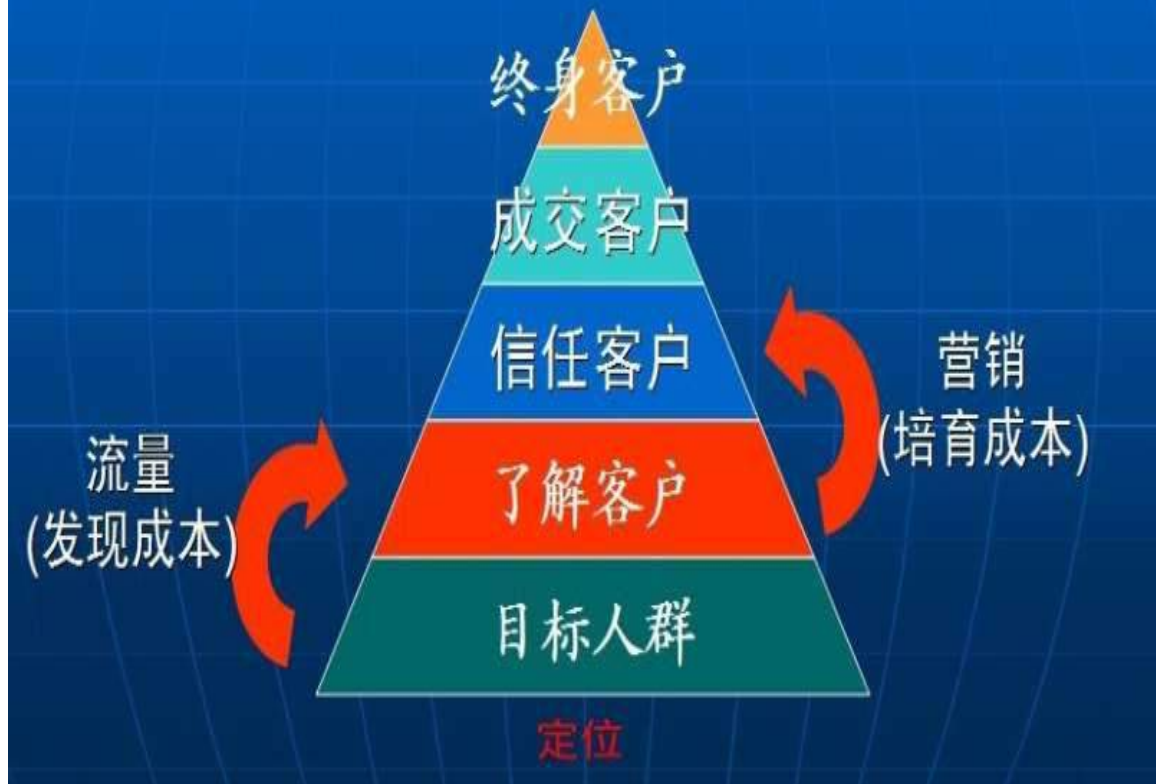 终身客户
成交客户
信任客户
营销
(培育成本)
流量
(发现成本)
了解客户
目标人群
定位